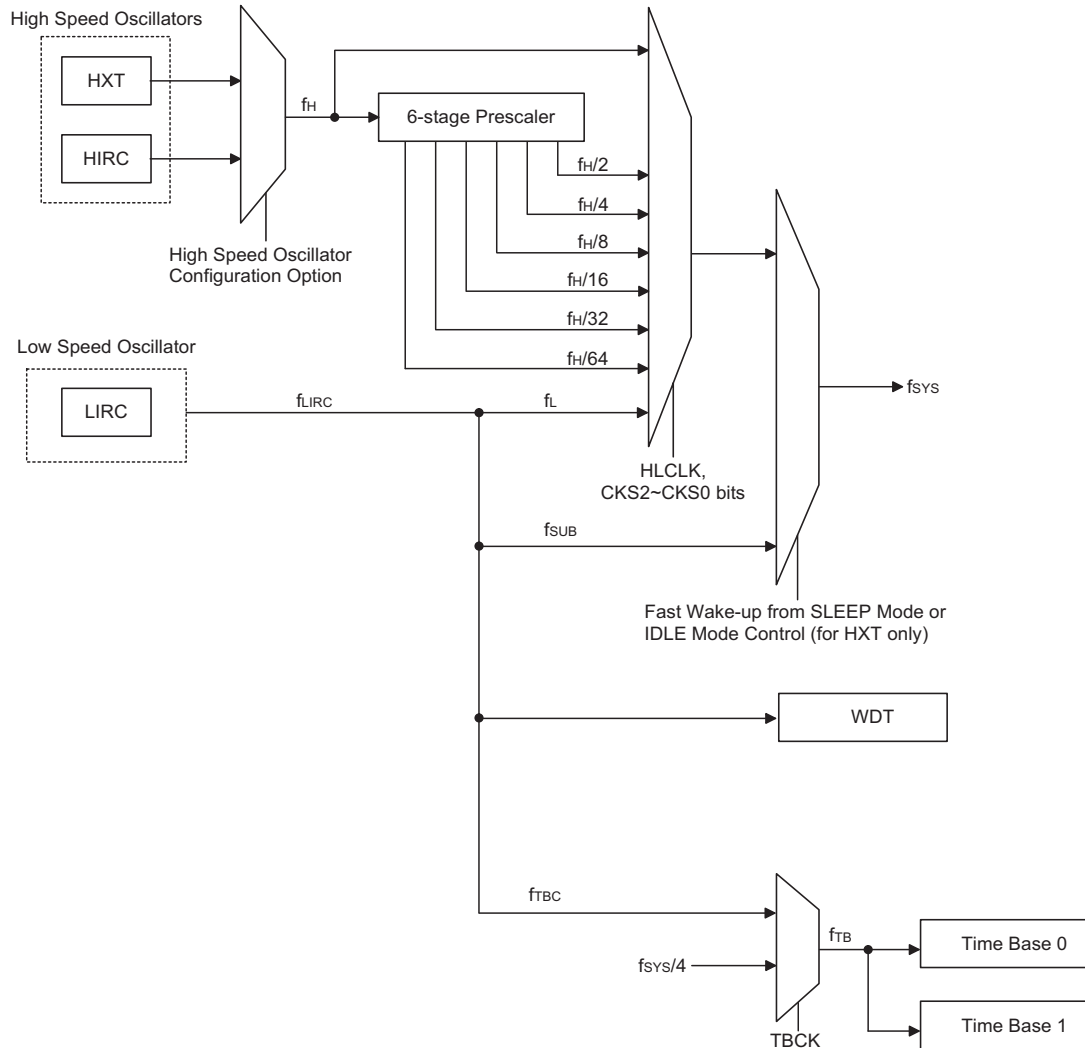 High Speed Oscillators
HXT
HIRC
fH
6-stage Prescaler
fH/2
fH/4
fH/8
fH/16
fH/32
fH/64
High Speed Oscillator
Configuration Option
Low Speed Oscillator
LIRC
fLIRC
fL
HLCLK,
CKS2~CKS0 bits
fSYS
fSUB
Fast Wake-up from SLEEP Mode or
IDLE Mode Control (for HXT only)
WDT
fTBC
fSYS/4
fTB
TBCK
Time Base 0
Time Base 1